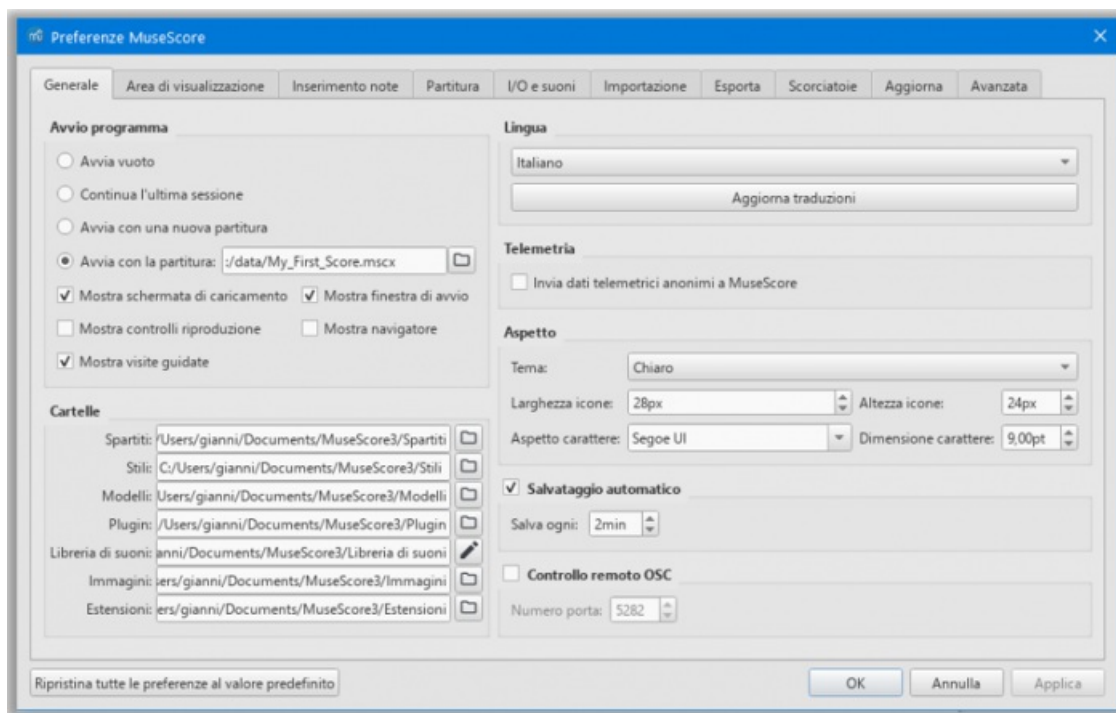 Preferenze MuseScore
Generale Area di visualizzazione Inserimento note Partitura I/O e suoni Importazione Esporta Scorciatoie Aggiorna Avanzata
Avvio programma
Avvia vuoto
Continua l'ultima sessione
Avvia con una nuova partitura
Avvia con la partitura: :/data/My_First_Score.mscx
Mostra schermata di caricamento Mostra finestra di avvio
Mostra controlli riproduzione Mostra navigatore
Mostra visite guidate
Cartelle
Spartiti: /Users/gianni/Documents/MuseScore3/Spartiti
Stili: C:/Users/gianni/Documents/MuseScore3/Stili
Modelli: Users/gianni/Documents/MuseScore3/Modelli
Plugin: /Users/gianni/Documents/MuseScore3/Plugin
Libreria di suoni: anni/Documents/MuseScore3/Libreria di suoni
Immagini: sers/gianni/Documents/MuseScore3/Immagini
Estensioni: ers/gianni/Documents/MuseScore3/Estensioni
Lingua
Italiano
Aggiorna traduzioni
Telemetria
Invia dati telemetrici anonimi a MuseScore
Aspetto
Tema: Chiaro
Larghezza icone: 28px Altezza icone: 24px
Aspetto carattere: Segoe UI Dimensione carattere: 9,00pt
Salvataggio automatico
Salva ogni: 2min
Controllo remoto OSC
Numero porta: 5282
Ripristina tutte le preferenze al valore predefinito OK Annulla Applica